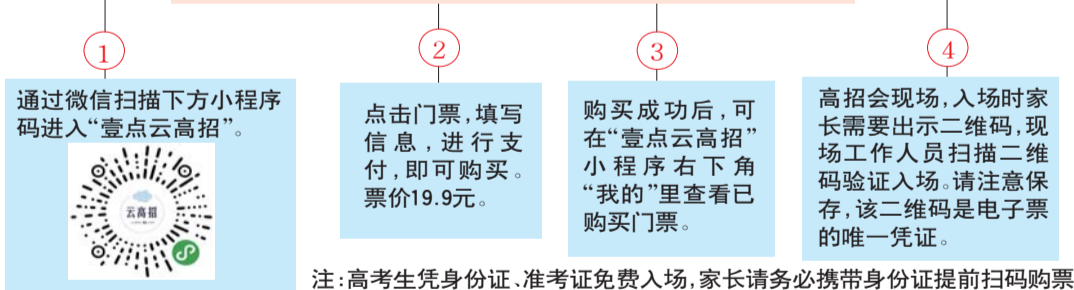 1
通过微信扫描下方小程序
码进入“壹点云高招”。
云高招
2
点击门票,填写
信息,进行支
付,即可购买。
票价19.9元。
3
购买成功后,可
在“壹点云高招”
小程序右下角
“我的”里查看已
购买门票。
4
高招会现场,入场时家
长需要出示二维码,现
场工作人员扫描二维
码验证入场。请注意保
存,该二维码是电子票
的唯一凭证。
注:高考生凭身份证、准考证免费入场,家长请务必携带身份证提前扫码购票